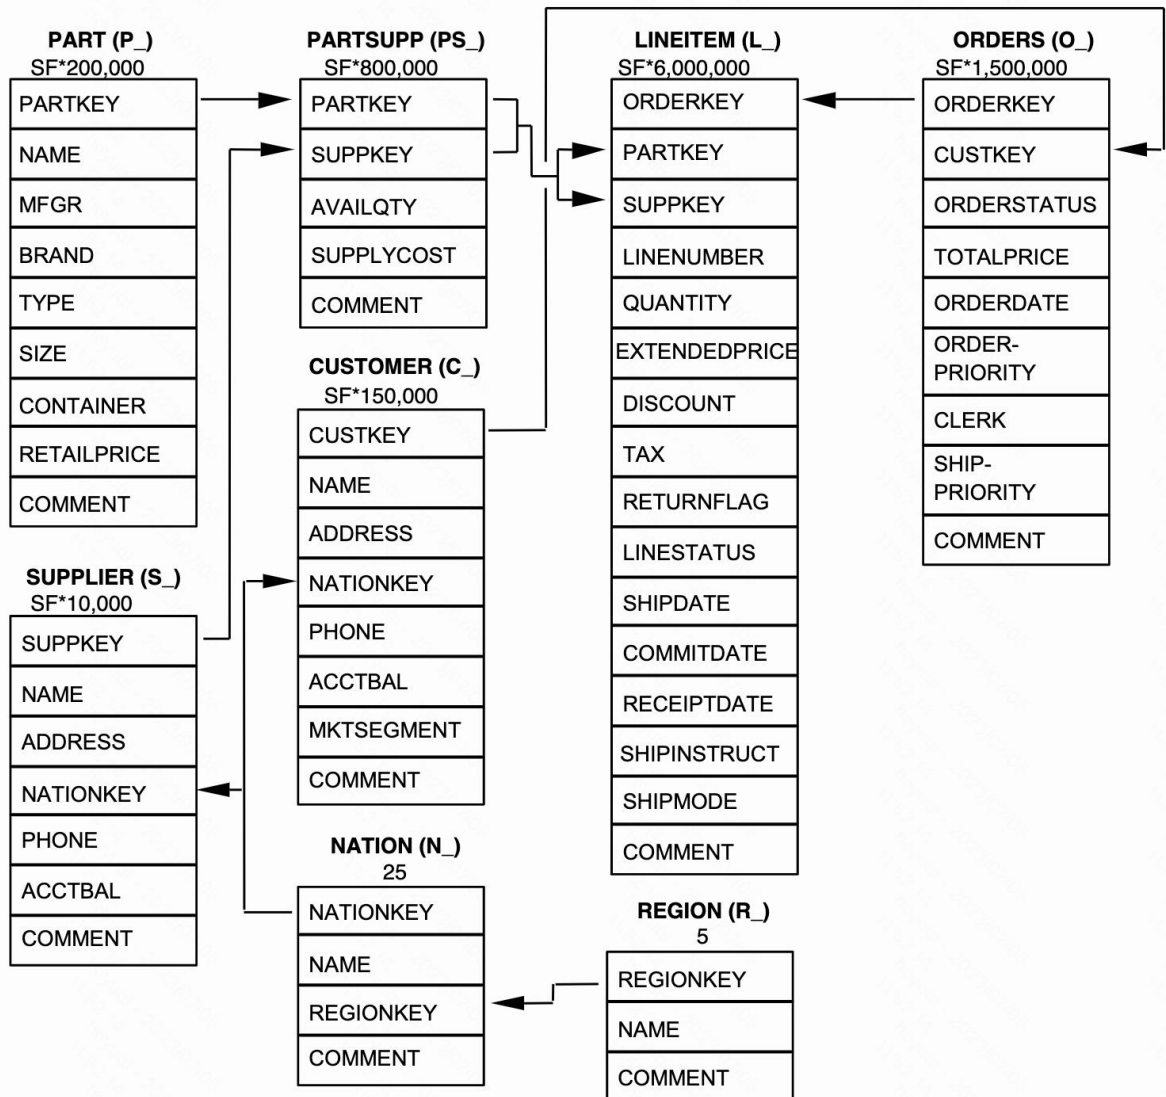 PART (P_)
SF*200,000
PARTKEY
NAME
MFGR
BRAND
TYPE
SIZE
CONTAINER
RETAILPRICE
COMMENT
SUPPLIER (S_)
SF*10,000
SUPPKEY
NAME
ADDRESS
NATIONKEY
PHONE
ACCTBAL
COMMENT
PARTSUPP (PS_)
SF*800,000
PARTKEY
SUPPKEY
AVAILQTY
SUPPLYCOST
COMMENT
CUSTOMER (C_)
SF*150,000
CUSTKEY
NAME
ADDRESS
NATIONKEY
PHONE
ACCTBAL
MKTSEGMENT
COMMENT
NATION (N_)
25
NATIONKEY
NAME
REGIONKEY
COMMENT
LINEITEM (L_)
SF*6,000,000
ORDERKEY
PARTKEY
SUPPKEY
LINENUMBER
QUANTITY
EXTENDEDPRICE
DISCOUNT
TAX
RETURNFLAG
LINESTATUS
SHIPDATE
COMMITDATE
RECEIPTDATE
SHIPINSTRUCT
SHIPMODE
COMMENT
REGION (R_)
5
REGIONKEY
NAME
COMMENT
ORDERS (O_)
SF*1,500,000
ORDERKEY
CUSTKEY
ORDERSTATUS
TOTALPRICE
ORDERDATE
ORDER-
PRIORITY
CLERK
SHIP-
PRIORITY
COMMENT